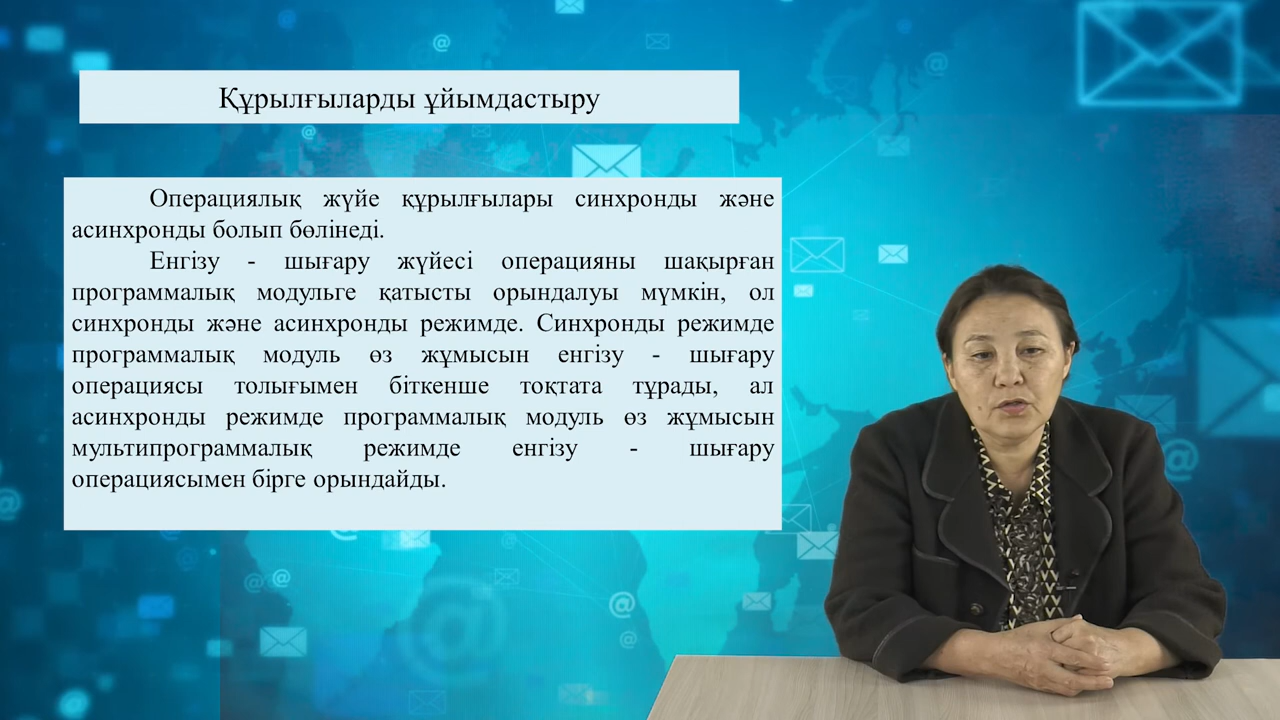 Құрылғыларды ұйымдастыру
Операциялық жүйе құрылғылары синхронды және
асинхронды болып бөлінеді.
Енгізу - шығару жүйесі операцияны шақырған
программалық модульге қатысты орындалуы мүмкін, ол
синхронды және асинхронды режимде. Синхронды режимде
программалық модуль өз жұмысын енгізу - шығару
операциясы толығымен біткенше тоқтата тұрады, ал
асинхронды режимде программалық модуль өз жұмысын
мультипрограммалық режимде енгізу - шығару
операциясымен бірге орындайды.